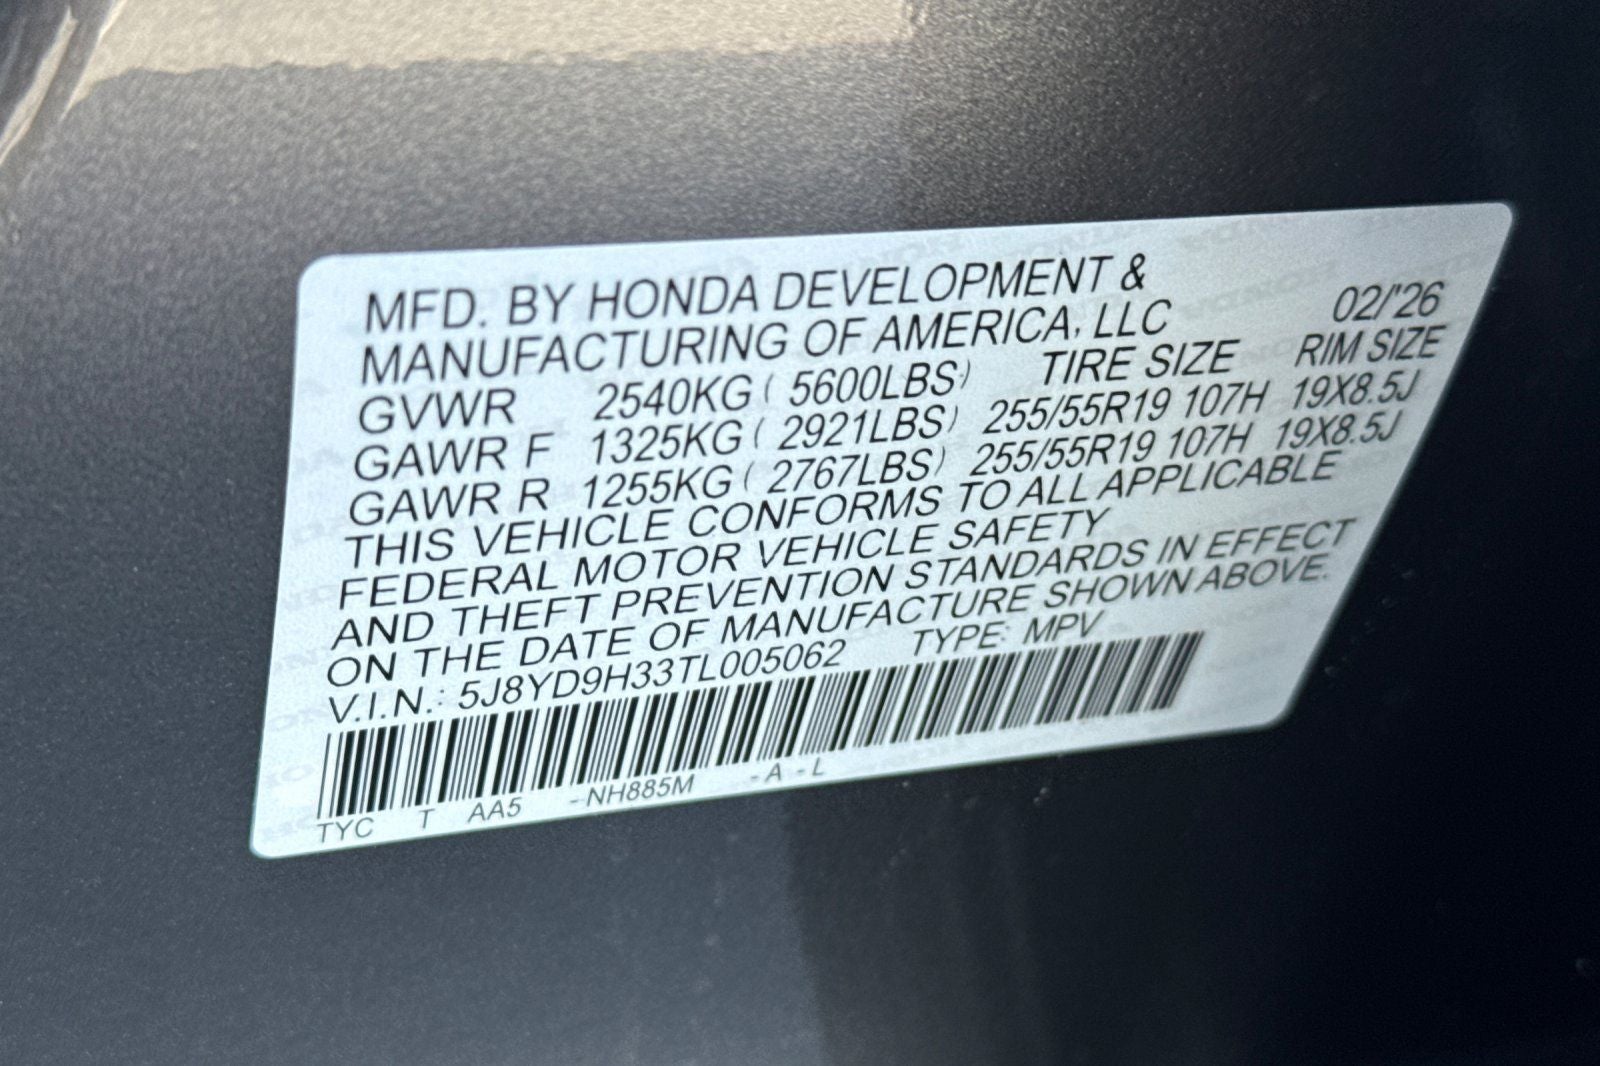 MFD. BY HONDA DEVELOPMENT &
MANUFACTURING OF AMERICA, LLC 02/'26
GVWR 2540KG ( 5600LBS) TIRE SIZE RIM SIZE
GAWR F 1325KG ( 2921LBS) 255/55R19 107H 19X8.5J
GAWR R 1255KG ( 2767LBS) 255/55R19 107H 19X8.5J
THIS VEHICLE CONFORMS TO ALL APPLICABLE
FEDERAL MOTOR VEHICLE SAFETY
AND THEFT PREVENTION STANDARDS IN EFFECT
ON THE DATE OF MANUFACTURE SHOWN ABOVE.
V.I.N.: 5J8YD9H33TL005062 TYPE: MPV
TYC T AA5 -NH885M -A -L